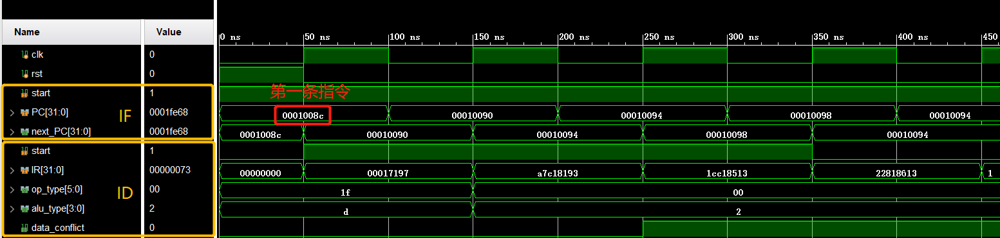 Name Value
0 ns 50 ns 100 ns 150 ns 200 ns 250 ns 300 ns 350 ns 400 ns 450
clk 0
rst 0
第一条指令
start 1
PC[31:0] IF 0001fe68 0001008c 00010090 00010094 00010098 00010094
next_PC[31:0] 0001fe68 0001008c 00010090 00010094 00010098 00010094
start 1
IR[31:0] 00000073 00000000 00017197 a7c18193 1cc18513 22818613 1
op_type[5:0] ID 00 1f 00
alu_type[3:0] 2 d 2
data_conflict 0